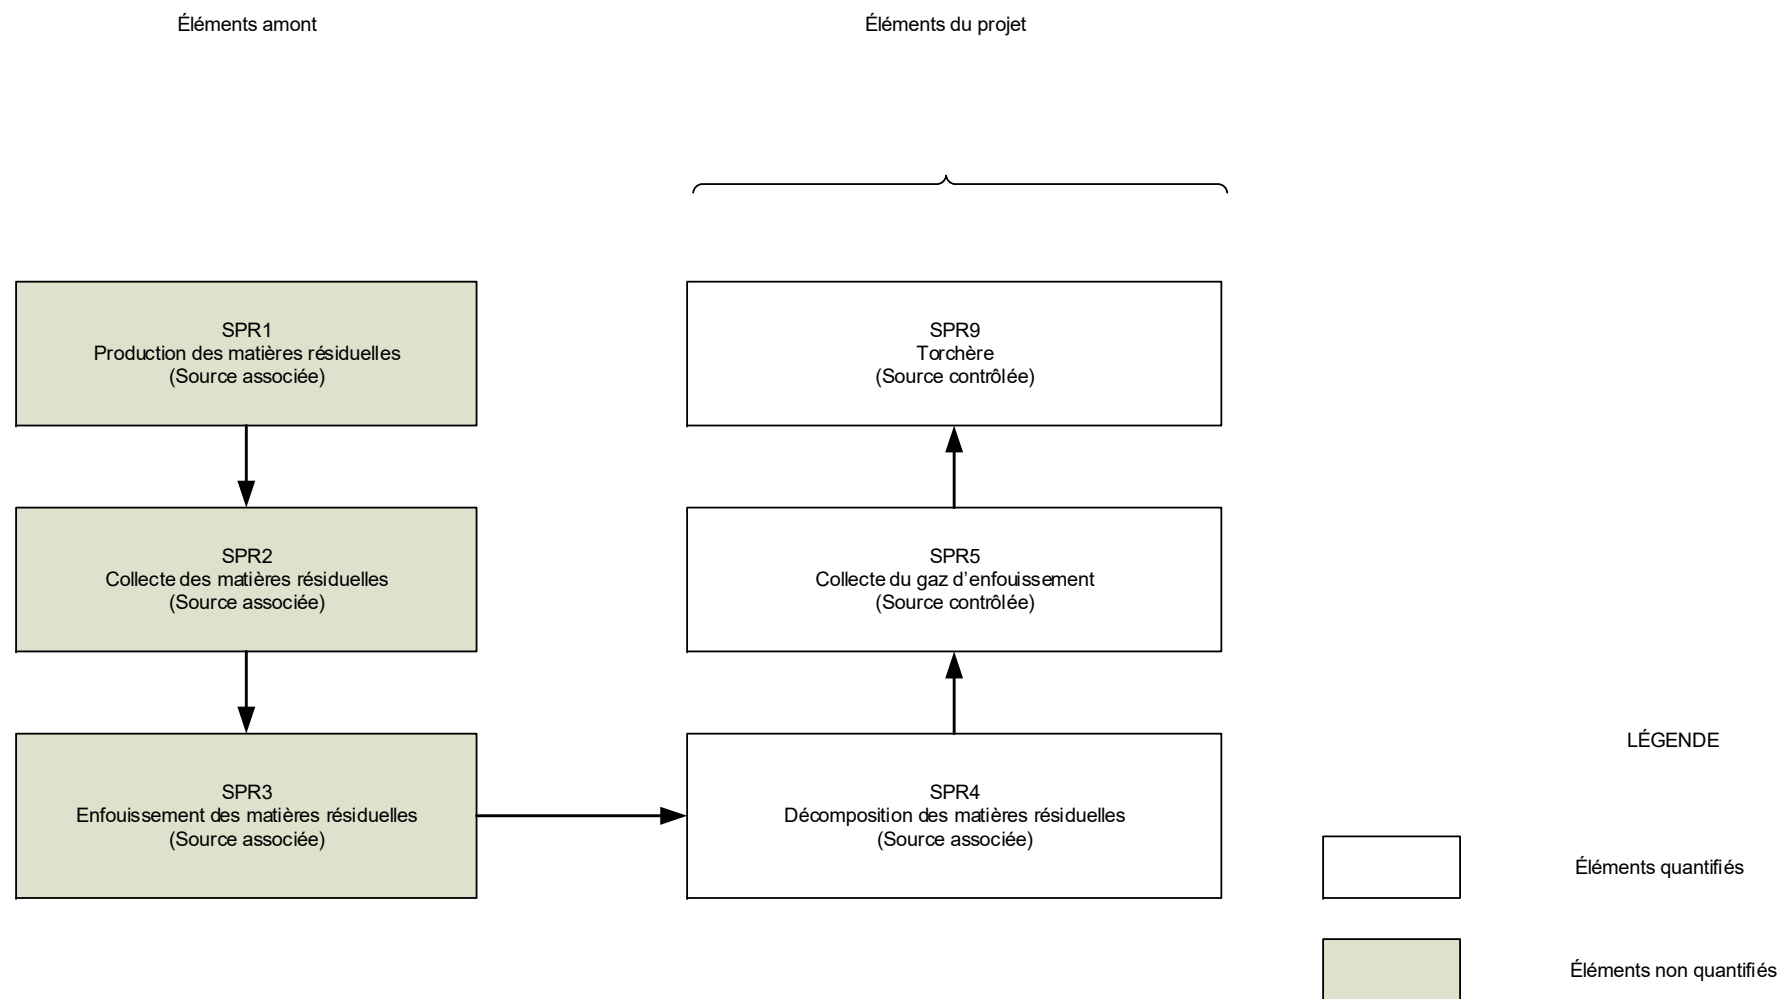 Éléments amont
Éléments du projet
SPR1
Production des matières résiduelles
(Source associée)
SPR9
Torchère
(Source contrôlée)
SPR2
Collecte des matières résiduelles
(Source associée)
SPR5
Collecte du gaz d’enfouissement
(Source contrôlée)
SPR3
Enfouissement des matières résiduelles
(Source associée)
SPR4
Décomposition des matières résiduelles
(Source associée)
LÉGENDE
Éléments quantifiés
Éléments non quantifiés